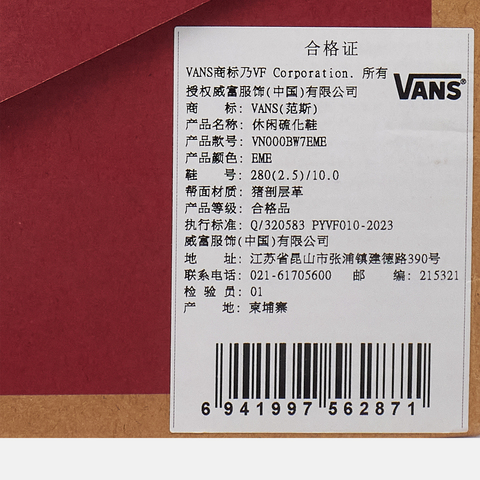 合格证
VANS商标乃VF Corporation. 所有
授权威富服饰(中国)有限公司
VANS®
商 标: VANS(范斯)
产品名称: 休闲硫化鞋
产品款号: VN000BW7EME
产品颜色: EME
鞋 号: 280(2.5)/10.0
帮面材质: 猪剖层革
产品等级: 合格品
执行标准: Q/320583 PYVF010-2023
威富服饰(中国)有限公司
地 址: 江苏省昆山市张浦镇建德路390号
联系电话: 021-61705600 邮 编: 215321
检 验 员: 01
产 地: 柬埔寨
6 941997 562871